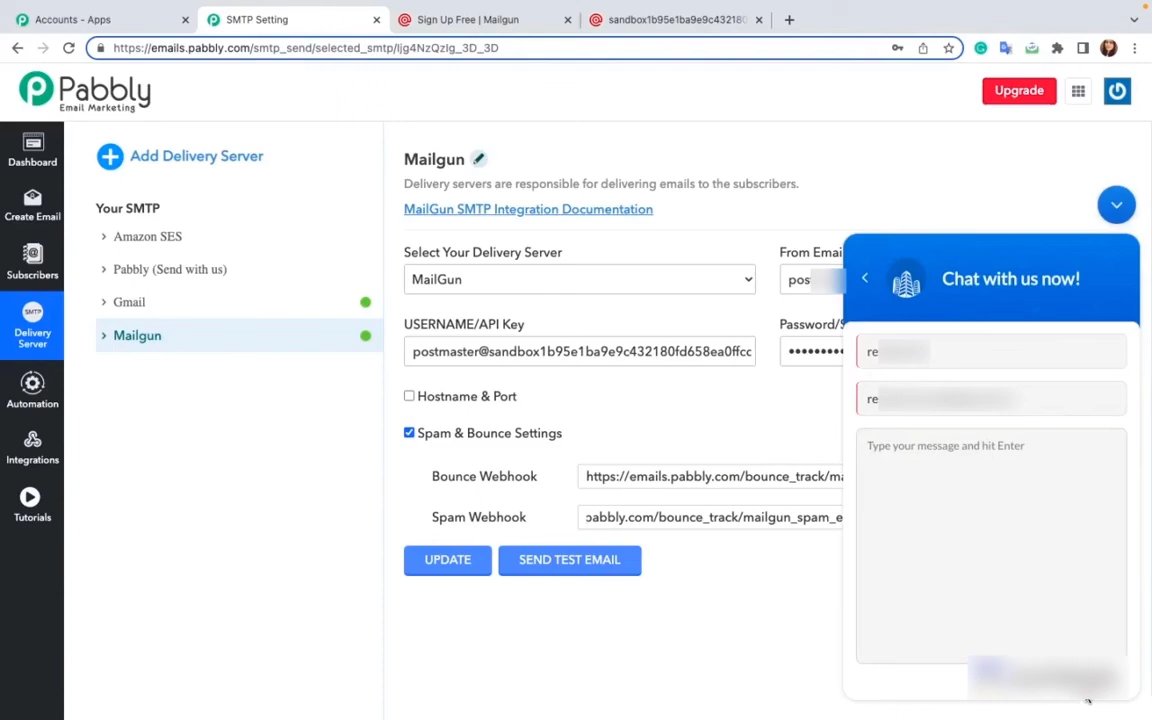 Accounts - Apps
SMTP Setting
Sign Up Free | Mailgun
sandbox1b95e1ba9e9c432180
https://emails.pabbly.com/smtp_send/selected_smtp/Ijg4NzQzIg_3D_3D
Pabbly
Email Marketing
Upgrade
Dashboard
Create Email
Subscribers
SMTP
Delivery
Server
Automation
Integrations
Tutorials
Add Delivery Server
Your SMTP
Amazon SES
Pabbly (Send with us)
Gmail
Mailgun
Mailgun
Delivery servers are responsible for delivering emails to the subscribers.
MailGun SMTP Integration Documentation
Select Your Delivery Server
From Emai
MailGun
pos
USERNAME/API Key
Password/S
postmaster@sandbox1b95e1ba9e9c432180fd658ea0ffcc
Hostname & Port
Spam & Bounce Settings
Bounce Webhook
https://emails.pabbly.com/bounce_track/ma
Spam Webhook
pabbly.com/bounce_track/mailgun_spam_e
UPDATE
SEND TEST EMAIL
Chat with us now!
re
re
Type your message and hit Enter